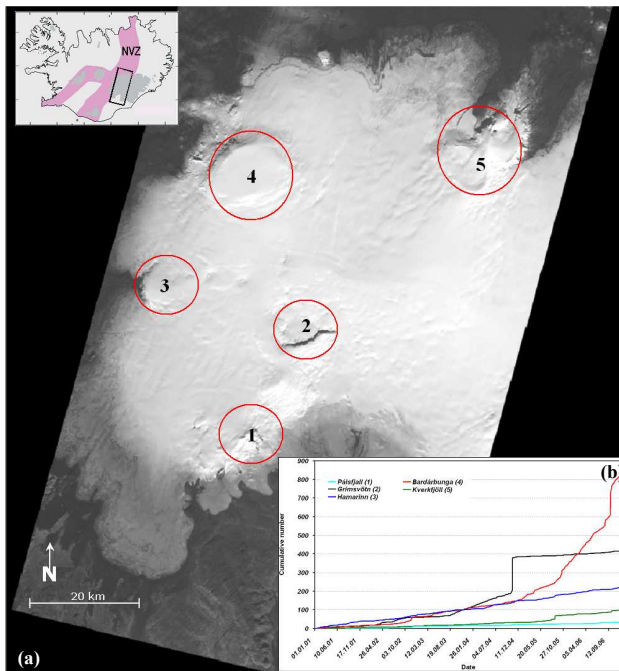 NVZ
4
5
3
2
1
N
20 km
(a)
(b)
900
800
700
600
500
400
300
200
100
0
Cumulative number
Pálsfjall (1)
Grímsvötn (2)
Hamarinn (3)
Bardárbunga (4)
Kverkfjöll (5)
01.01.01
10.06.01
17.11.01
26.04.02
03.10.02
12.03.03
19.08.03
26.01.04
04.07.04
11.12.04
20.05.05
27.10.05
05.04.06
12.09.06
Date